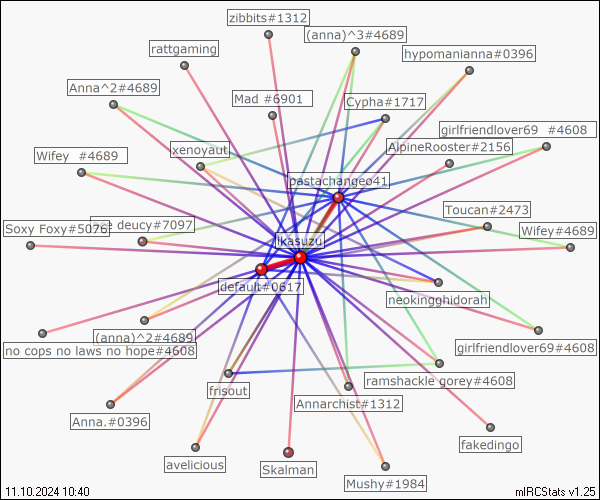 zibbits#1312
(anna)^3#4689
rattgaming
hypomanianna#0396
Anna^2#4689
Mad #6901
Cypha#1717
girlfriendlover69 #4608
xenoyaut
AlpineRooster#2156
Wifey #4689
pastachangeo41
Toucan#2473
deucy#7097
Soxy Foxy#5076
Wifey#4689
ikasuzu
default#0617
neokingghidorah
(anna)^2#4689
no cops no laws no hope#4608
girlfriendlover69#4608
frisout
ramshackle gorey#4608
Annarchist#1312
Anna.#0396
fakedingo
avelicious
Skalman
Mushy#1984
11.10.2024 10:40
mIRCStats v1.25